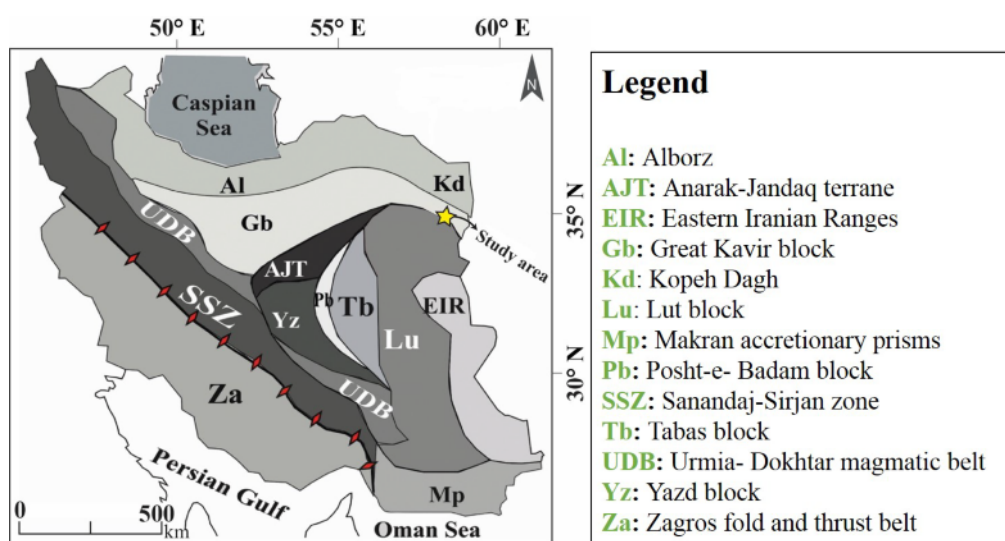 50° E 55° E 60° E
N
Caspian
Sea
Al
Kd
35° N
UDB
Gb
Study area
AJT
SSZ
Pb
Tb
EIR
Yz
Lu
30° N
Za
UDB
Persian Gulf
Mp
0 500
km
Oman Sea
Legend
Al: Alborz
AJT: Anarak-Jandaq terrane
EIR: Eastern Iranian Ranges
Gb: Great Kavir block
Kd: Kopeh Dagh
Lu: Lut block
Mp: Makran accretionary prisms
Pb: Posht-e- Badam block
SSZ: Sanandaj-Sirjan zone
Tb: Tabas block
UDB: Urmia- Dokhtar magmatic belt
Yz: Yazd block
Za: Zagros fold and thrust belt